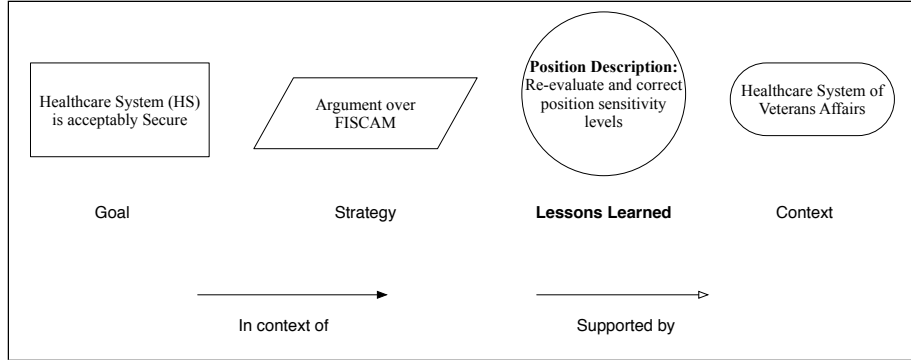 Healthcare System (HS)
is acceptably Secure
Argument over
FISCAM
Position Description:
Re-evaluate and correct
position sensitivity
levels
Healthcare System of
Veterans Affairs
Goal
Strategy
Lessons Learned
Context
In context of
Supported by